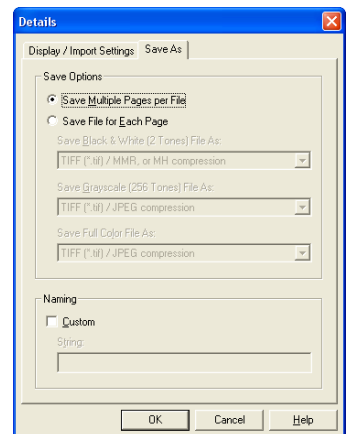 Details
Display / Import Settings Save As
Save Options
Save Multiple Pages per File
Save File for Each Page
Save Black & White (2 Tones) File As:
TIFF (*.tif) / MMR, or MH compression
Save Grayscale (256 Tones) File As:
TIFF (*.tif) / JPEG compression
Save Full Color File As:
TIFF (*.tif) / JPEG compression
Naming
Custom
String:
OK Cancel Help